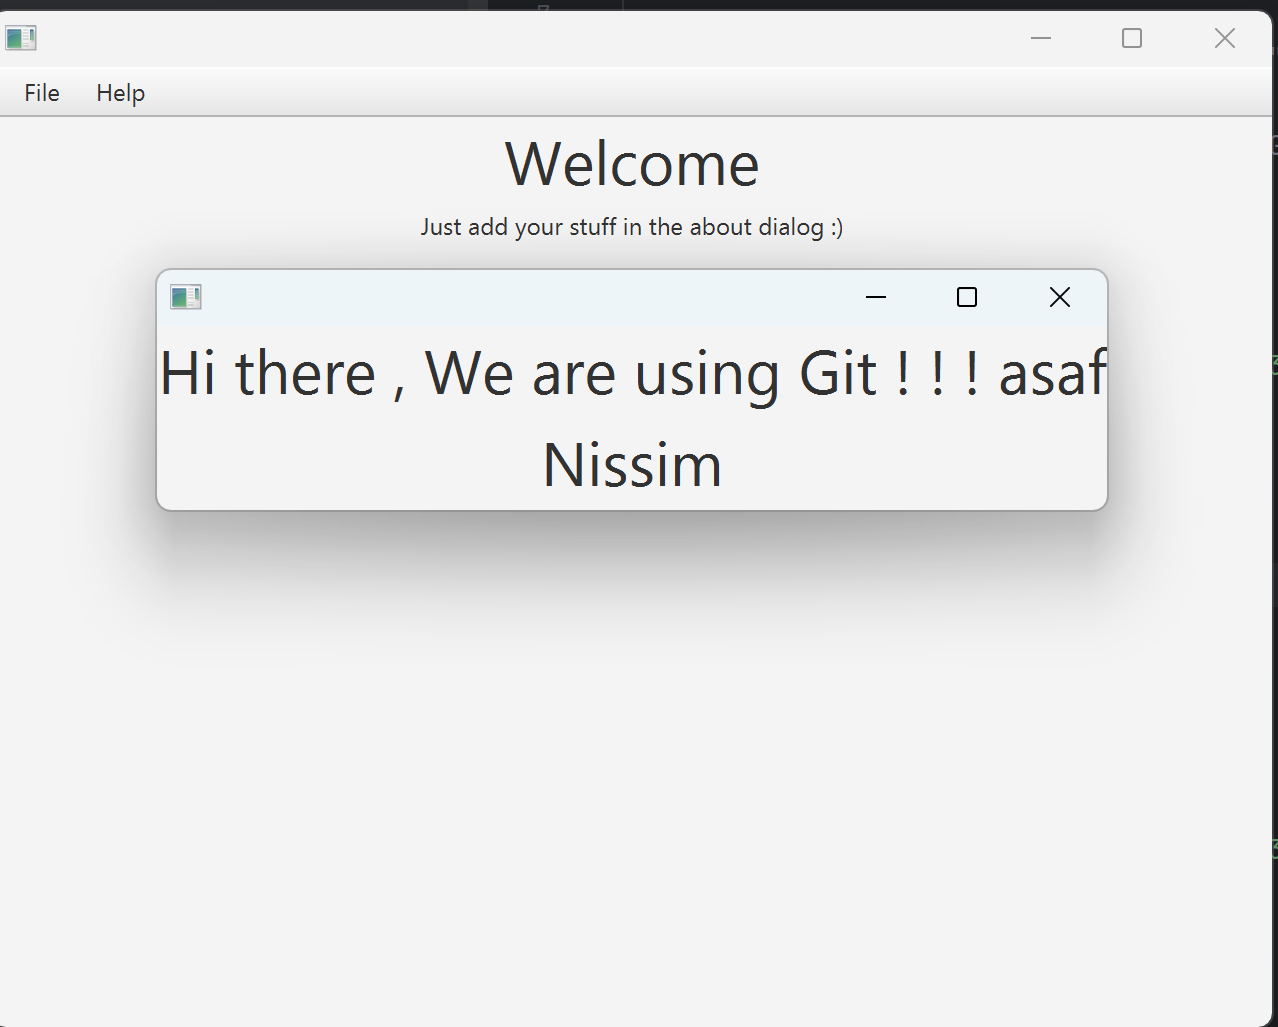 File Help
Welcome
Just add your stuff in the about dialog :)
Hi there , We are using Git ! ! ! asaf
Nissim